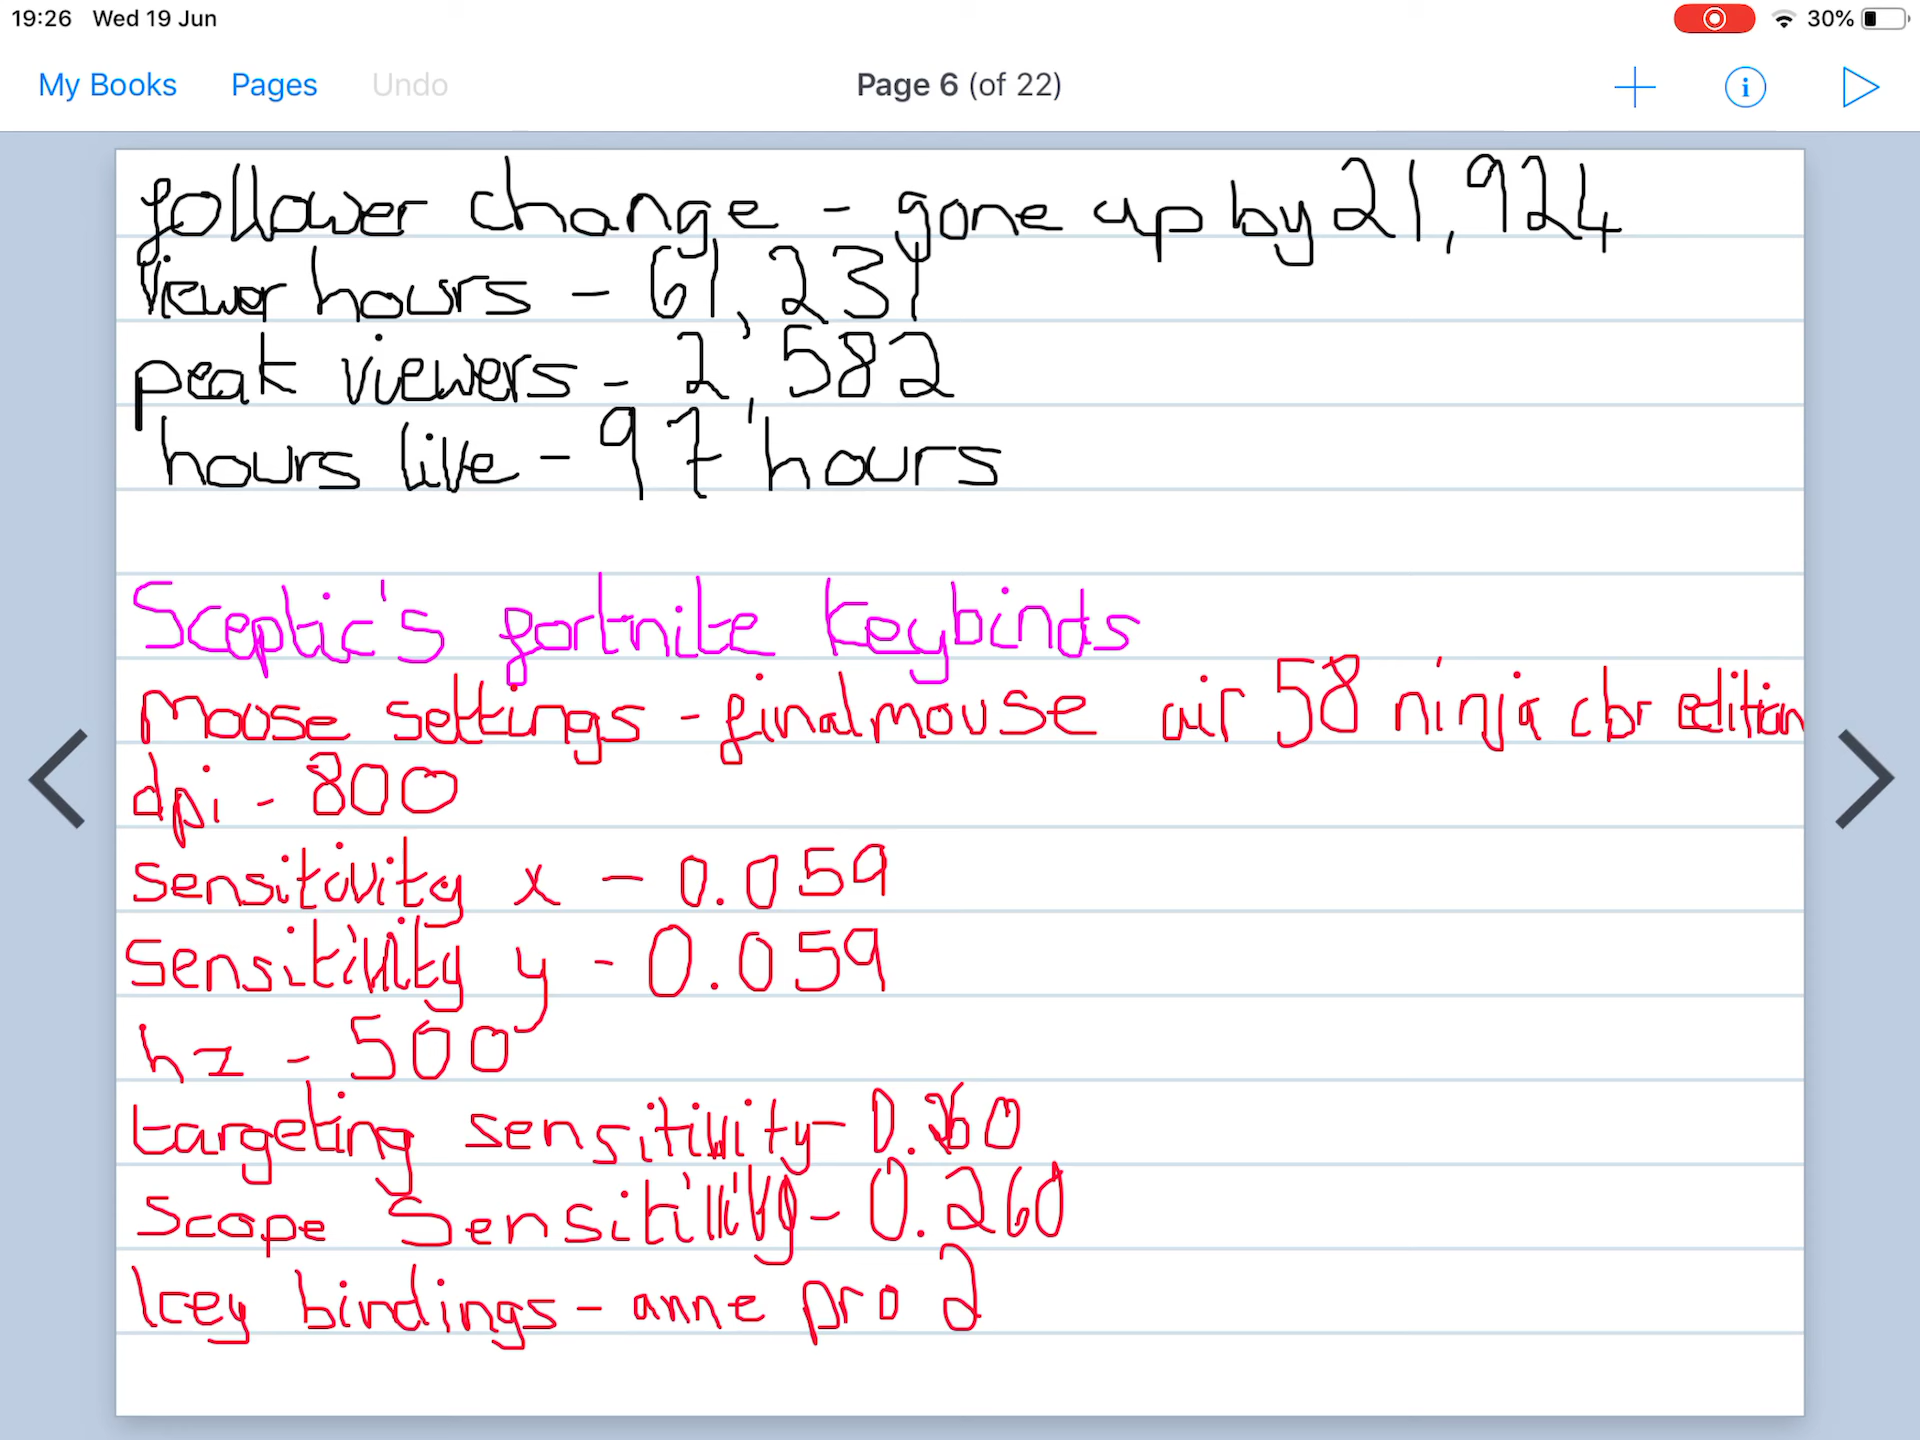 19:26 Wed 19 Jun 30%
My Books Pages Undo Page 6 (of 22)
follower change - gone up by 21,924
Viewer hours - 61,231
peak viewers - 2,582
hours live - 97 hours
Sceptic's fortnite keybinds
Mouse settings - finalmouse air 58 ninja cbr edition
dpi - 800
Sensitivity x - 0.059
Sensitivity y - 0.059
hz - 500
targeting sensitivity -
Scope Sensitivity - 0.260
key bindings - anne pro 2